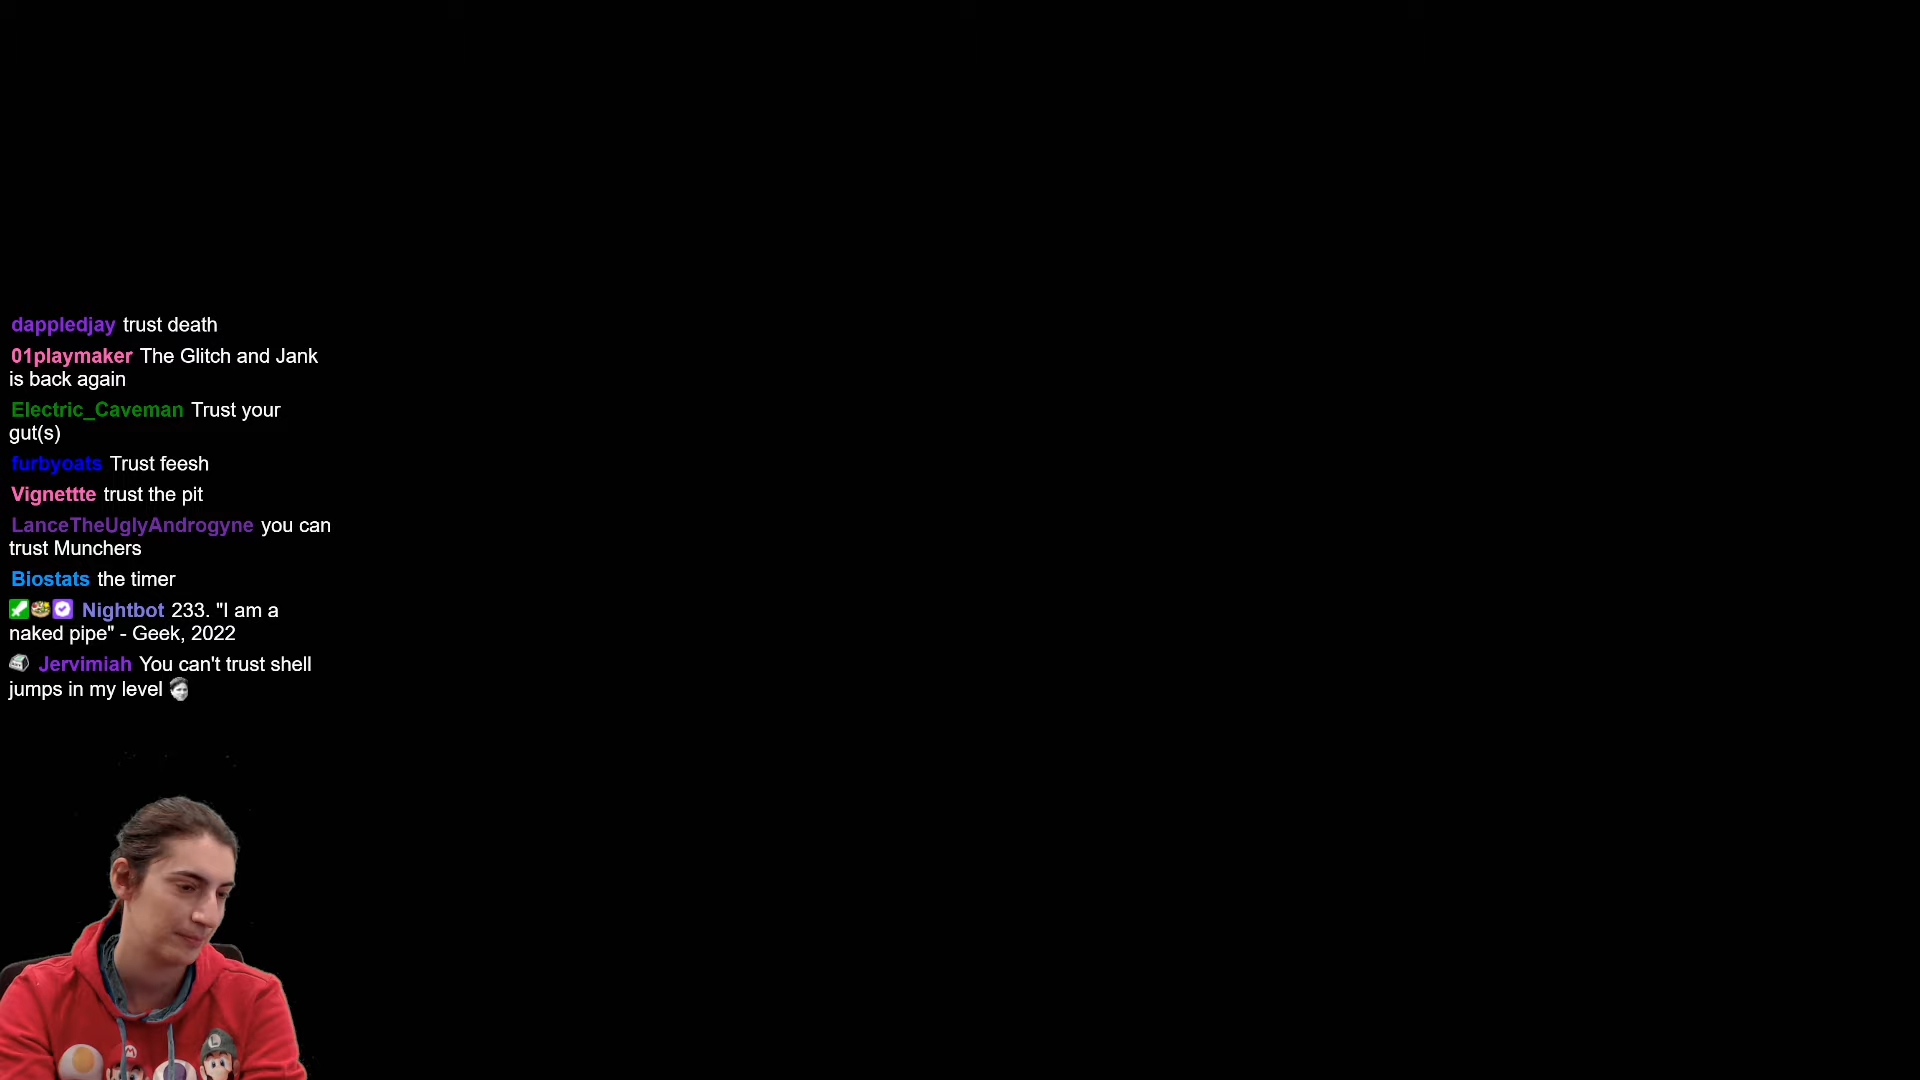 dappledjay trust death
01playmaker The Glitch and Jank
is back again
Electric_Caveman Trust your
gut(s)
furbyoats Trust feesh
Vignettte trust the pit
LanceTheUglyAndrogyne you can
trust Munchers
Biostats the timer
Nightbot 233. "I am a
naked pipe" - Geek, 2022
Jervimiah You can't trust shell
jumps in my level
M
L